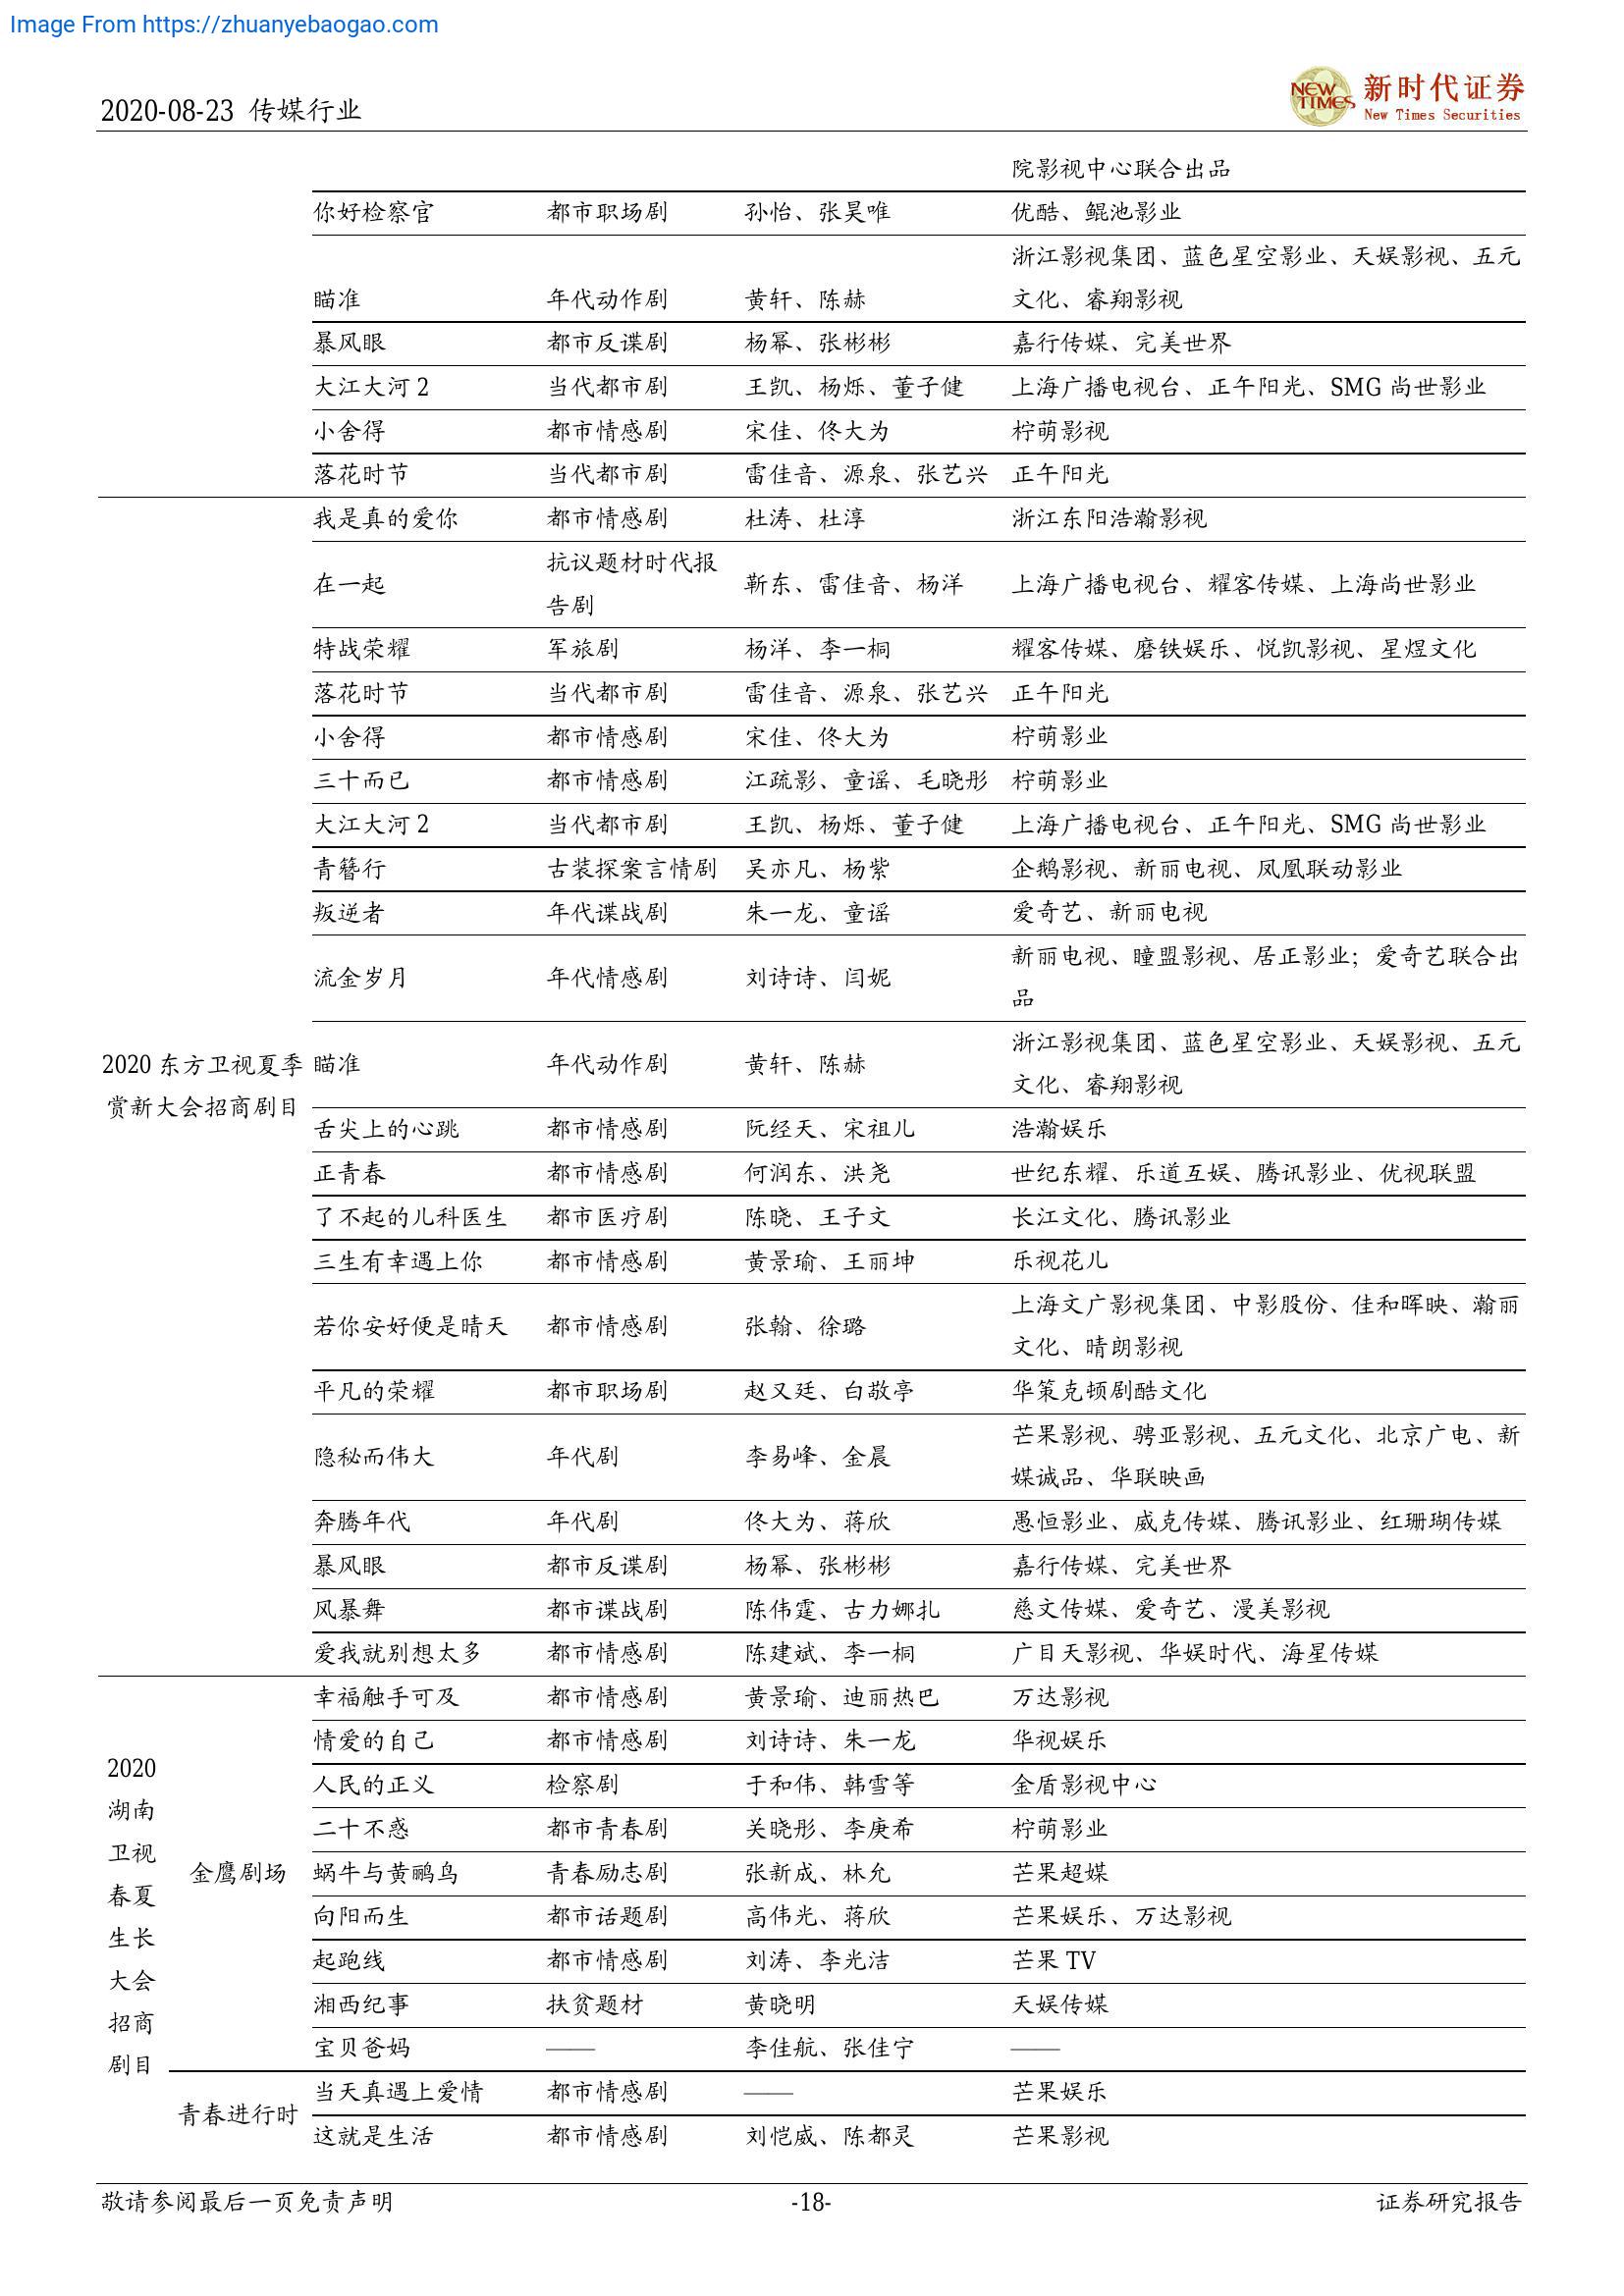 Image From https://zhuanyebaogao.com
2020-08-23 传媒行业
NEW TIMES
新时代证券
New Times Securities
院影视中心联合出品
你好检察官 都市职场剧 孙怡、张昊唯 优酷、鲲池影业
浙江影视集团、蓝色星空影业、天娱影视、五元
瞄准 年代动作剧 黄轩、陈赫 文化、睿翔影视
暴风眼 都市反谍剧 杨幂、张彬彬 嘉行传媒、完美世界
大江大河 2 当代都市剧 王凯、杨烁、董子健 上海广播电视台、正午阳光、SMG 尚世影业
小舍得 都市情感剧 宋佳、佟大为 柠萌影视
落花时节 当代都市剧 雷佳音、源泉、张艺兴 正午阳光
2020 东方卫视夏季
赏新大会招商剧目
我是真的爱你 都市情感剧 杜涛、杜淳 浙江东阳浩瀚影视
在一起 抗议题材时代报 靳东、雷佳音、杨洋 上海广播电视台、耀客传媒、上海尚世影业
告剧
特战荣耀 军旅剧 杨洋、李一桐 耀客传媒、磨铁娱乐、悦凯影视、星煜文化
落花时节 当代都市剧 雷佳音、源泉、张艺兴 正午阳光
小舍得 都市情感剧 宋佳、佟大为 柠萌影业
三十而已 都市情感剧 江疏影、童谣、毛晓彤 柠萌影业
大江大河 2 当代都市剧 王凯、杨烁、董子健 上海广播电视台、正午阳光、SMG 尚世影业
青簪行 古装探案言情剧 吴亦凡、杨紫 企鹅影视、新丽电视、凤凰联动影业
叛逆者 年代谍战剧 朱一龙、童谣 爱奇艺、新丽电视
流金岁月 年代情感剧 刘诗诗、闫妮 新丽电视、瞳盟影视、居正影业；爱奇艺联合出
品
瞄准 年代动作剧 黄轩、陈赫 浙江影视集团、蓝色星空影业、天娱影视、五元
文化、睿翔影视
舌尖上的心跳 都市情感剧 阮经天、宋祖儿 浩瀚娱乐
正青春 都市情感剧 何润东、洪尧 世纪东耀、乐道互娱、腾讯影业、优视联盟
了不起的儿科医生 都市医疗剧 陈晓、王子文 长江文化、腾讯影业
三生有幸遇上你 都市情感剧 黄景瑜、王丽坤 乐视花儿
若你安好便是晴天 都市情感剧 张翰、徐璐 上海文广影视集团、中影股份、佳和晖映、瀚丽
文化、晴朗影视
平凡的荣耀 都市职场剧 赵又廷、白敬亭 华策克顿剧酷文化
隐秘而伟大 年代剧 李易峰、金晨 芒果影视、骋亚影视、五元文化、北京广电、新
媒诚品、华联映画
奔腾年代 年代剧 佟大为、蒋欣 愚恒影业、威克传媒、腾讯影业、红珊瑚传媒
暴风眼 都市反谍剧 杨幂、张彬彬 嘉行传媒、完美世界
风暴舞 都市谍战剧 陈伟霆、古力娜扎 慈文传媒、爱奇艺、漫美影视
爱我就别想太多 都市情感剧 陈建斌、李一桐 广目天影视、华娱时代、海星传媒
2020
湖南
卫视
春夏
生长
大会
招商
剧目
金鹰剧场
幸福触手可及 都市情感剧 黄景瑜、迪丽热巴 万达影视
情爱的自己 都市情感剧 刘诗诗、朱一龙 华视娱乐
人民的正义 检察剧 于和伟、韩雪等 金盾影视中心
二十不惑 都市青春剧 关晓彤、李庚希 柠萌影业
蜗牛与黄鹂鸟 青春励志剧 张新成、林允 芒果超媒
向阳而生 都市话题剧 高伟光、蒋欣 芒果娱乐、万达影视
起跑线 都市情感剧 刘涛、李光洁 芒果 TV
湘西纪事 扶贫题材 黄晓明 天娱传媒
宝贝爸妈 —— 李佳航、张佳宁 ——
青春进行时
当天真遇上爱情 都市情感剧 —— 芒果娱乐
这就是生活 都市情感剧 刘恺威、陈都灵 芒果影视
敬请参阅最后一页免责声明 -18- 证券研究报告